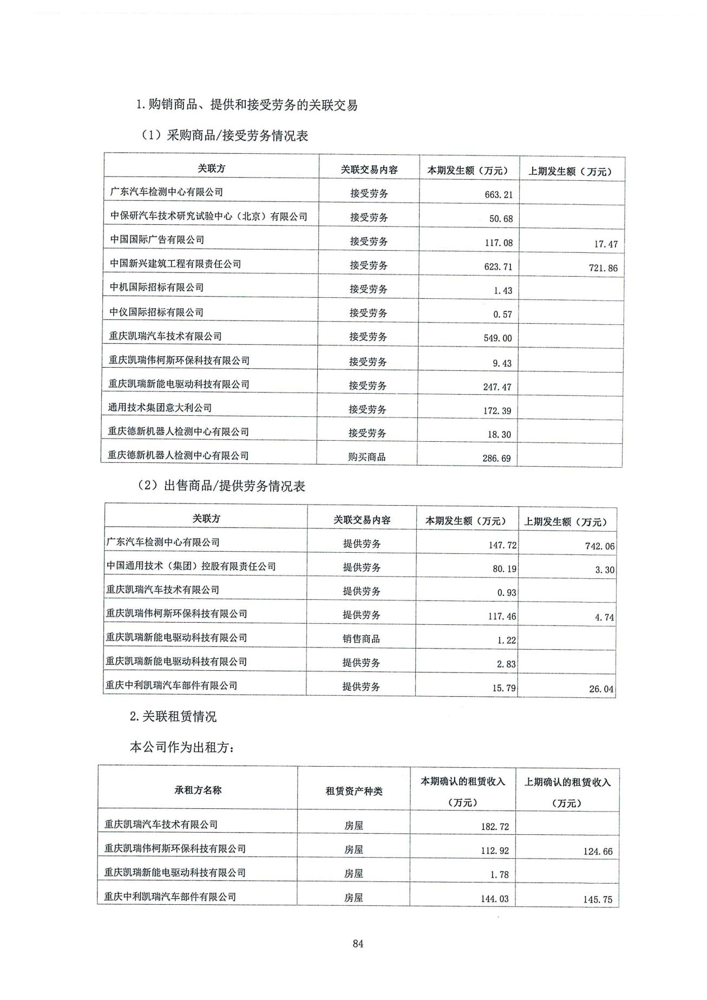 1.购销商品、提供和接受劳务的关联交易
（1）采购商品/接受劳务情况表
关联方 关联交易内容 本期发生额（万元） 上期发生额（万元）
广东汽车检测中心有限公司 接受劳务 663.21
中保研汽车技术研究试验中心（北京）有限公司 接受劳务 50.68
中国国际广告有限公司 接受劳务 117.08 17.47
中国新兴建筑工程有限责任公司 接受劳务 623.71 721.86
中机国际招标有限公司 接受劳务 1.43
中仪国际招标有限公司 接受劳务 0.57
重庆凯瑞汽车技术有限公司 接受劳务 549.00
重庆凯瑞伟柯斯环保科技有限公司 接受劳务 9.43
重庆凯瑞新能电驱动科技有限公司 接受劳务 247.47
通用技术集团意大利公司 接受劳务 172.39
重庆德新机器人检测中心有限公司 接受劳务 18.30
重庆德新机器人检测中心有限公司 购买商品 286.69
（2）出售商品/提供劳务情况表
关联方 关联交易内容 本期发生额（万元） 上期发生额（万元）
广东汽车检测中心有限公司 提供劳务 147.72 742.06
中国通用技术（集团）控股有限责任公司 提供劳务 80.19 3.30
重庆凯瑞汽车技术有限公司 提供劳务 0.93
重庆凯瑞伟柯斯环保科技有限公司 提供劳务 117.46 4.74
重庆凯瑞新能电驱动科技有限公司 销售商品 1.22
重庆凯瑞新能电驱动科技有限公司 提供劳务 2.83
重庆中利凯瑞汽车部件有限公司 提供劳务 15.79 26.04
2.关联租赁情况
本公司作为出租方：
承租方名称 租赁资产种类 本期确认的租赁收入 上期确认的租赁收入
（万元） （万元）
重庆凯瑞汽车技术有限公司 房屋 182.72
重庆凯瑞伟柯斯环保科技有限公司 房屋 112.92 124.66
重庆凯瑞新能电驱动科技有限公司 房屋 1.78
重庆中利凯瑞汽车部件有限公司 房屋 144.03 145.75
84